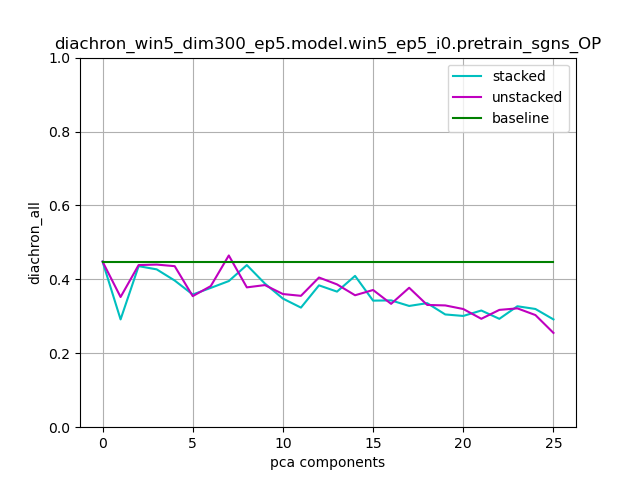 diachron_win5_dim300_ep5.model.win5_ep5_i0.pretrain_sgns_OP
stacked
unstacked
baseline
diachron_all
1.0
0.8
0.6
0.4
0.2
0.0
0 5 10 15 20 25
pca components